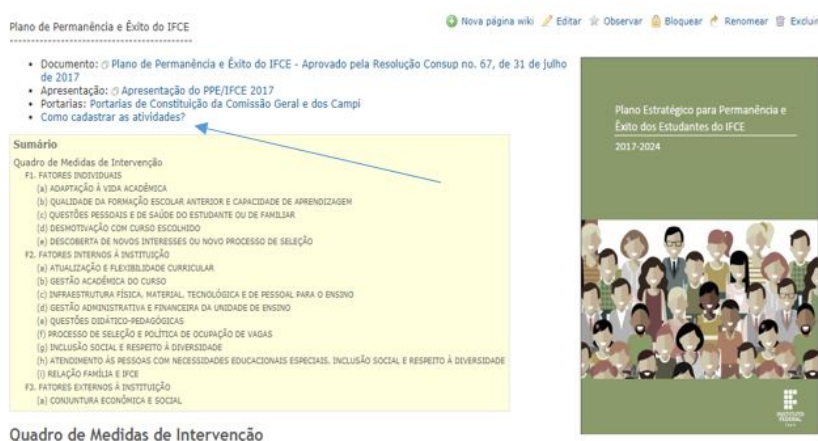 Plano de Permanência e Êxito do IFCE
Nova página wiki Editar Observar Bloquear Renomear Excluir
Documento: Plano de Permanência e Êxito do IFCE - Aprovado pela Resolução Consup no. 67, de 31 de julho
de 2017
Apresentação: Apresentação do PPE/IFCE 2017
Portarias: Portarias de Constituição da Comissão Geral e dos Campi
Como cadastrar as atividades?
Sumário
Quadro de Medidas de Intervenção
F1. FATORES INDIVIDUAIS
(a) ADAPTAÇÃO À VIDA ACADÊMICA
(b) QUALIDADE DA FORMAÇÃO ESCOLAR ANTERIOR E CAPACIDADE DE APRENDIZAGEM
(c) QUESTÕES PESSOAIS E DE SAÚDE DO ESTUDANTE OU DE FAMILIAR
(d) DESMOTIVAÇÃO COM CURSO ESCOLHIDO
(e) DESCOBERTA DE NOVOS INTERESSES OU NOVO PROCESSO DE SELEÇÃO
F2. FATORES INTERNOS À INSTITUIÇÃO
(a) ATUALIZAÇÃO E FLEXIBILIDADE CURRICULAR
(b) GESTÃO ACADÊMICA DO CURSO
(c) INFRAESTRUTURA FÍSICA, MATERIAL, TECNOLÓGICA E DE PESSOAL PARA O ENSINO
(d) GESTÃO ADMINISTRATIVA E FINANCEIRA DA UNIDADE DE ENSINO
(e) QUESTÕES DIDÁTICO-PEDAGÓGICAS
(f) PROCESSO DE SELEÇÃO E POLÍTICA DE OCUPAÇÃO DE VAGAS
(g) INCLUSÃO SOCIAL E RESPEITO À DIVERSIDADE
(h) ATENDIMENTO ÀS PESSOAS COM NECESSIDADES EDUCACIONAIS ESPECIAIS, INCLUSÃO SOCIAL E RESPEITO À DIVERSIDADE
(i) RELAÇÃO FAMÍLIA E IFCE
F3. FATORES EXTERNOS À INSTITUIÇÃO
(a) CONJUNTURA ECONÔMICA E SOCIAL
Quadro de Medidas de Intervenção
Plano Estratégico para Permanência e
Êxito dos Estudantes do IFCE
2017-2024
INSTITUTO
FEDERAL